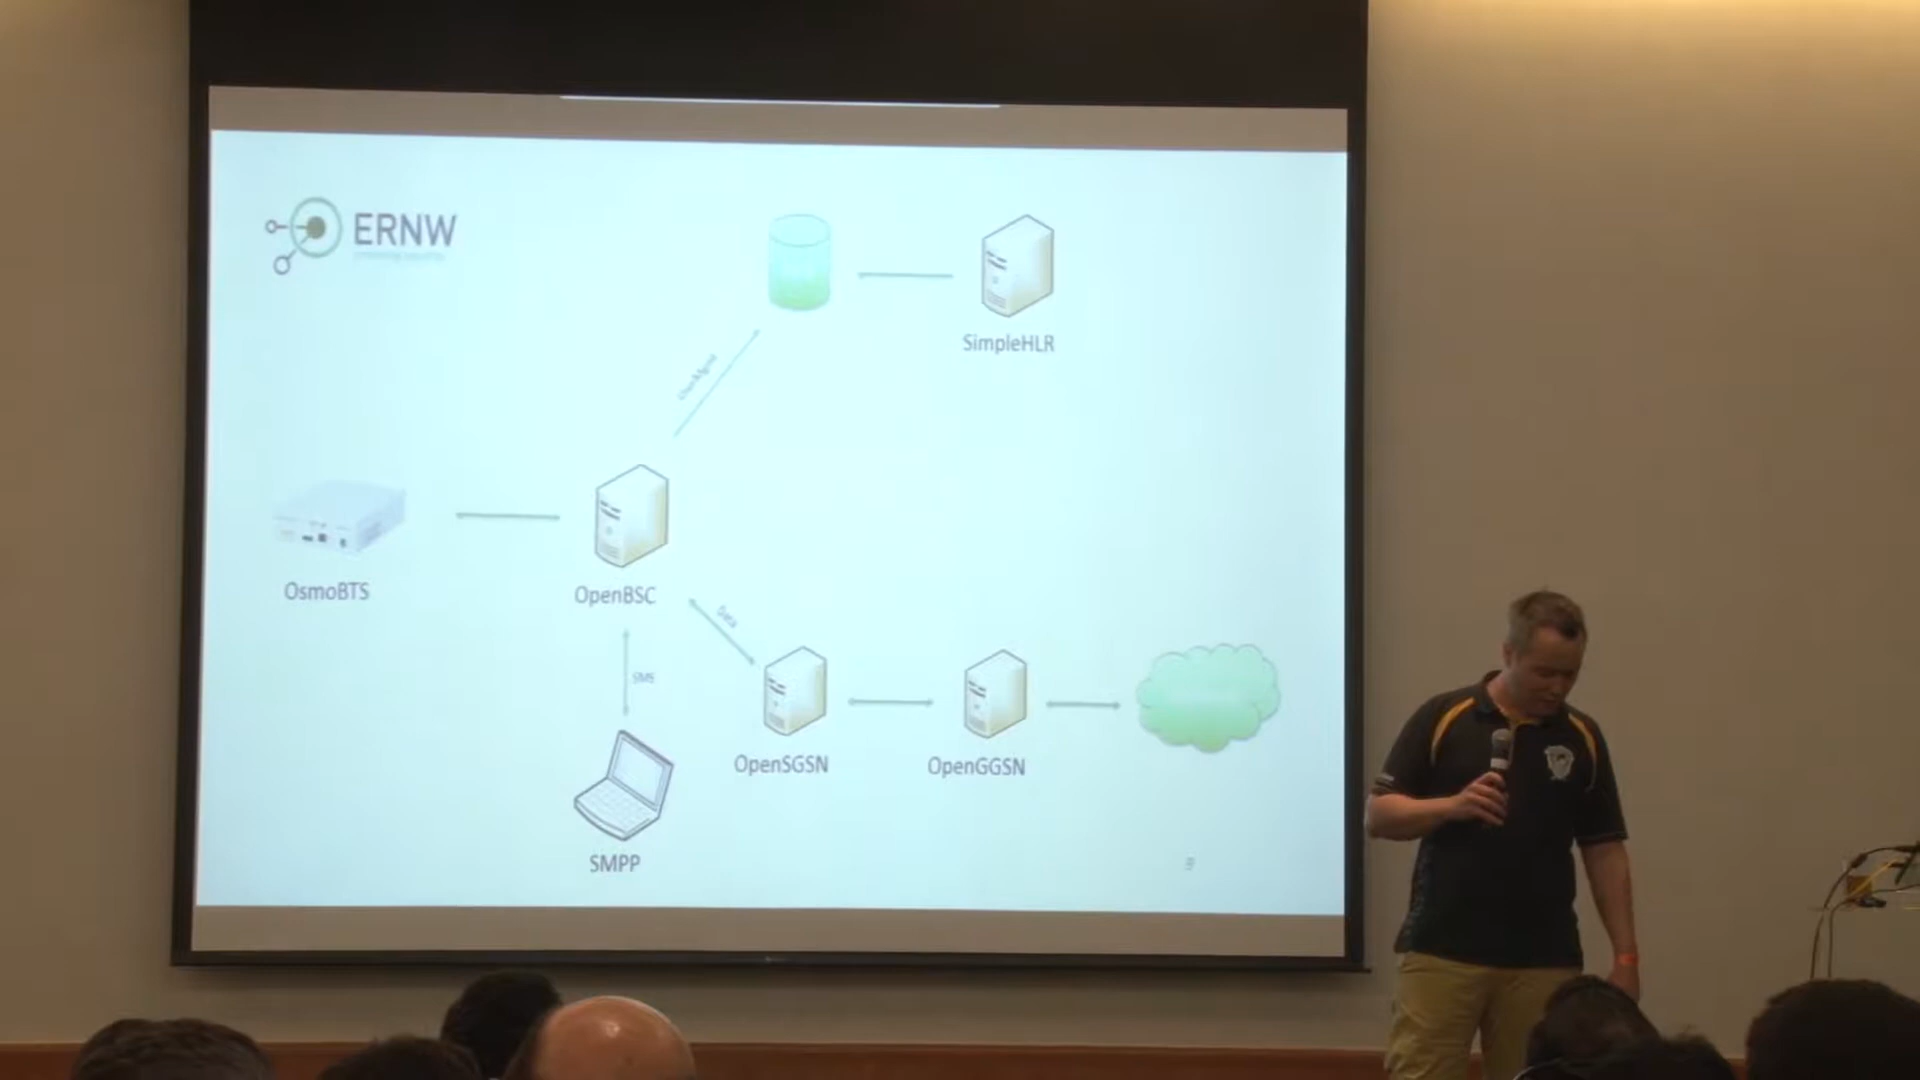 ERNW
SimpleHLR
OsmoBTS
OpenBSC
Data
SMS
OpenSGSN
OpenGGSN
SMPP